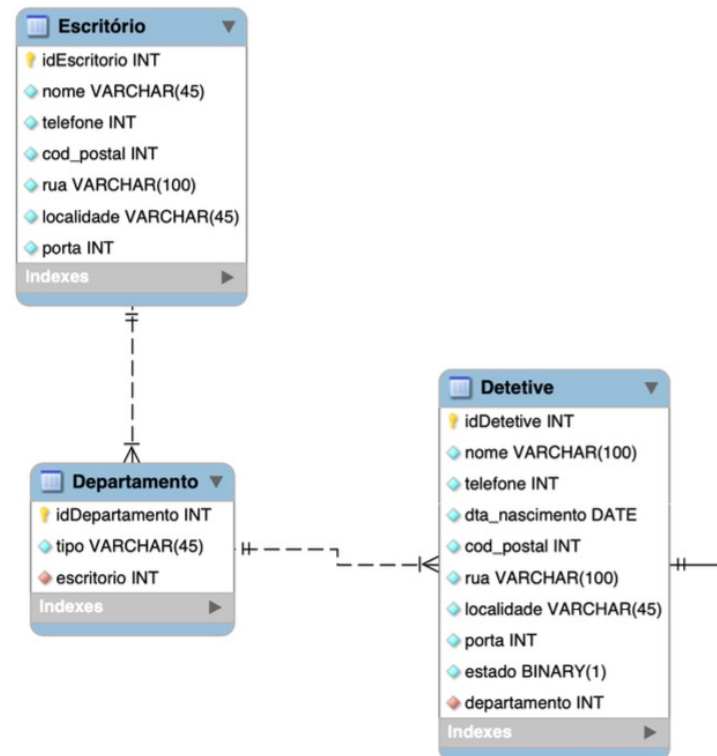 Escritório
idEscritorio INT
nome VARCHAR(45)
telefone INT
cod_postal INT
rua VARCHAR(100)
localidade VARCHAR(45)
porta INT
Indexes
Departamento
idDepartamento INT
tipo VARCHAR(45)
escritorio INT
Indexes
Detetive
idDetetive INT
nome VARCHAR(100)
telefone INT
dta_nascimento DATE
cod_postal INT
rua VARCHAR(100)
localidade VARCHAR(45)
porta INT
estado BINARY(1)
departamento INT
Indexes